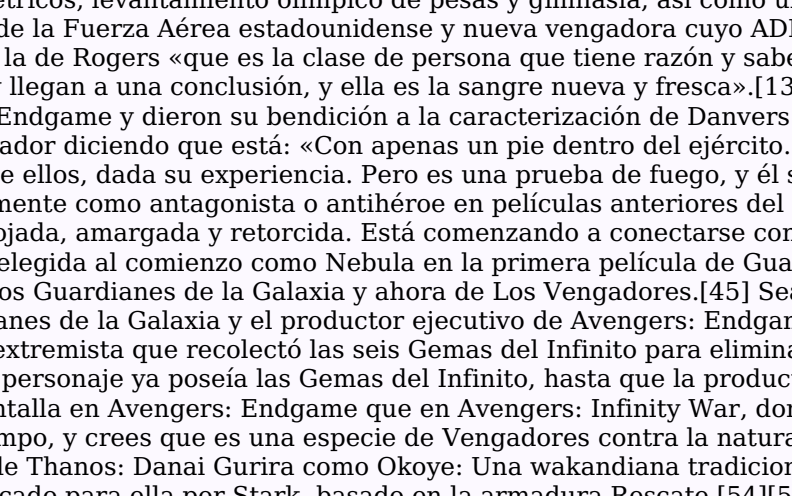 tricos, levantamiento olímpico de pesas y gimnasia, así como u
de la Fuerza Aérea estadounidense y nueva vengadora cuyo
la de Rogers «que es la clase de persona que tiene razón y sabe
llegan a una conclusión, y ella es la sangre nueva y fresca».[13
Endgame y dieron su bendición a la caracterización de Danvers
ador diciendo que está: «Con apenas un pie dentro del ejército.
e ellos, dada su experiencia. Pero es una prueba de fuego, y él s
mente como antagonista o antihéroe en películas anteriores del
ojada, amargada y retorcida. Está comenzando a conectarse con
elegida al comienzo como Nebula en la primera película de Gua
os Guardianes de la Galaxia y ahora de Los Vengadores.[45] Sea
anes de la Galaxia y el productor ejecutivo de Avengers: Endgam
extremista que recolectó las seis Gemas del Infinito para elimina
personaje ya poseía las Gemas del Infinito, hasta que la produc
ntalla en Avengers: Endgame que en Avengers: Infinity War, don
mpo, y crees que es una especie de Vengadores contra la natura
de Thanos: Danai Gurira como Okoye: Una wakandiana tradicion
cado para ella por Stark, basado en la armadura Rescate.[54][5